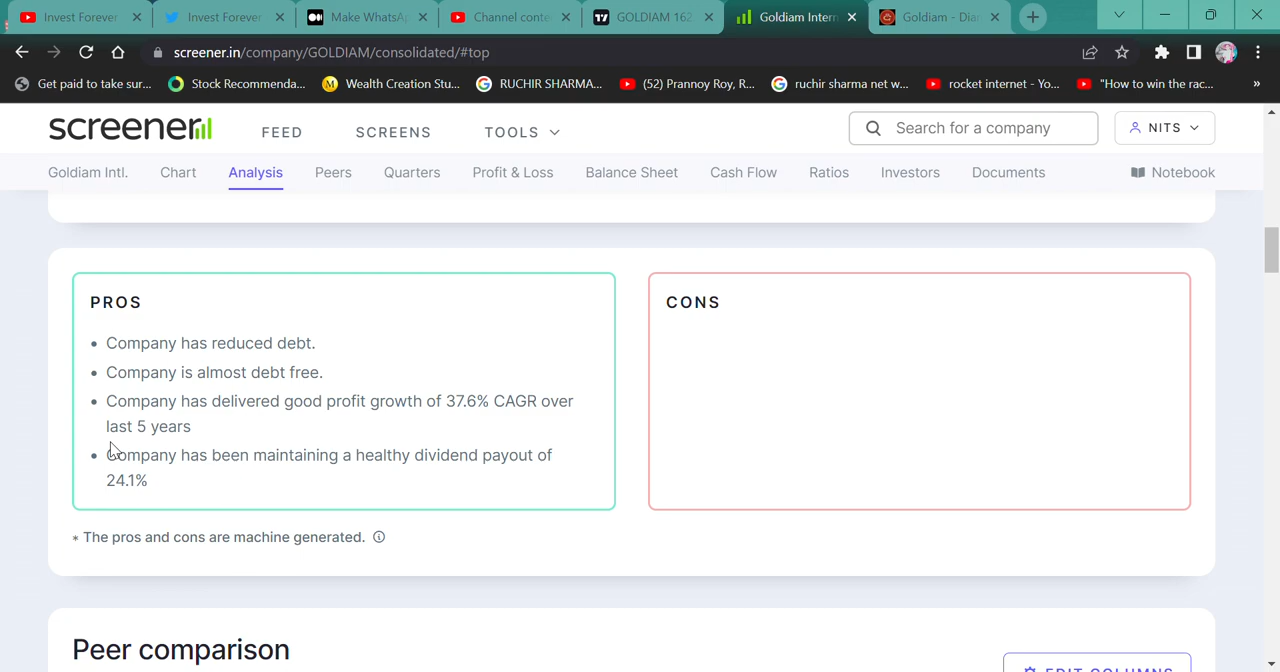 Invest Forever
Invest Forever
Make WhatsAp
Channel conte
GOLDIAM 162
Goldiam Intern
Goldiam - Dia
screener.in/company/GOLDIAM/consolidated/#top
Get paid to take sur...
Stock Recommenda...
Wealth Creation Stu...
RUCHIR SHARMA...
(52) Prannoy Roy, R...
ruchir sharma net w...
rocket internet - Yo...
"How to win the rac...
»
screener
FEED
SCREENS
TOOLS
Search for a company
NITS
Goldiam Intl.
Chart
Analysis
Peers
Quarters
Profit & Loss
Balance Sheet
Cash Flow
Ratios
Investors
Documents
Notebook
PROS
• Company has reduced debt.
• Company is almost debt free.
• Company has delivered good profit growth of 37.6% CAGR over
last 5 years
• Company has been maintaining a healthy dividend payout of
24.1%
CONS
* The pros and cons are machine generated.
Peer comparison
EDIT COLUMNS